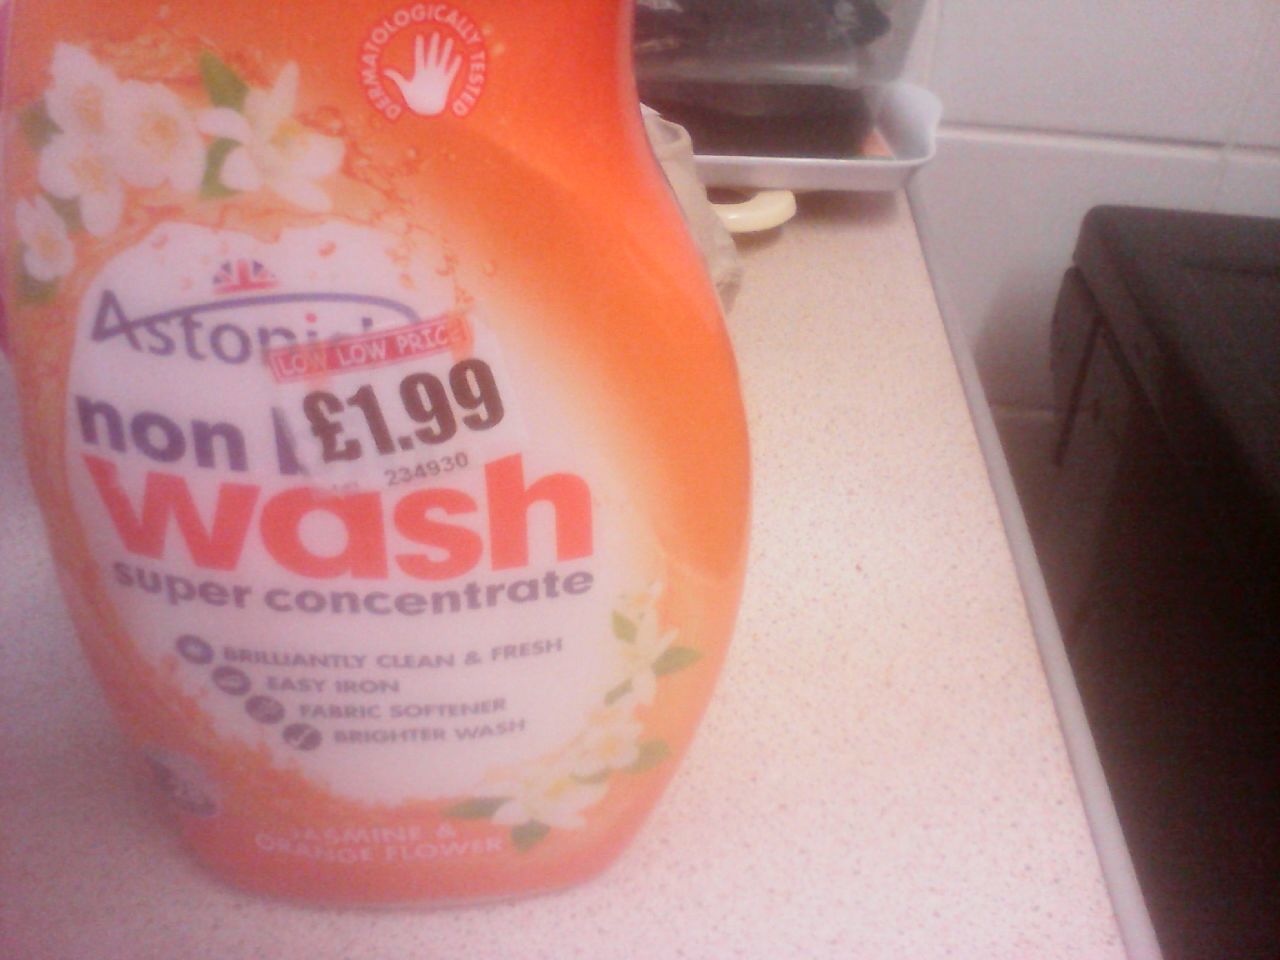 DERMATOLOGICALLY TESTED
LOW LOW PRICE
£1.99
234930
non
wash
super concentrate
BRILLIANTLY CLEAN & FRESH
EASY IRON
FABRIC SOFTENER
BRIGHTER WASH
JASMINE &
ORANGE FLOWER